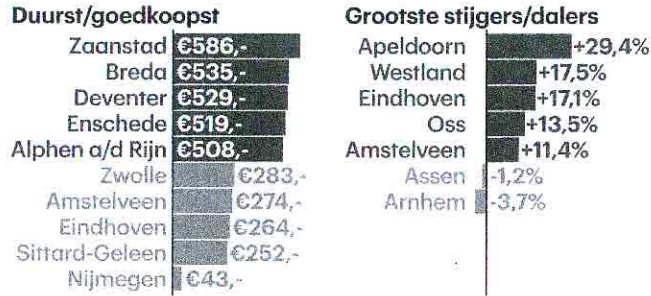 Duurst/goedkoopst
Zaanstad €586,-
Breda €535,-
Deventer €529,-
Enschede €519,-
Alphen a/d Rijn €508,-
Zwolle €283,-
Amstelveen €274,-
Eindhoven €264,-
Sittard-Geleen €252,-
Nijmegen €43,-
Grootste stijgers/dalers
Apeldoorn +29,4%
Westland +17,5%
Eindhoven +17,1%
Oss +13,5%
Amstelveen +11,4%
Assen -1,2%
Arnhem -3,7%